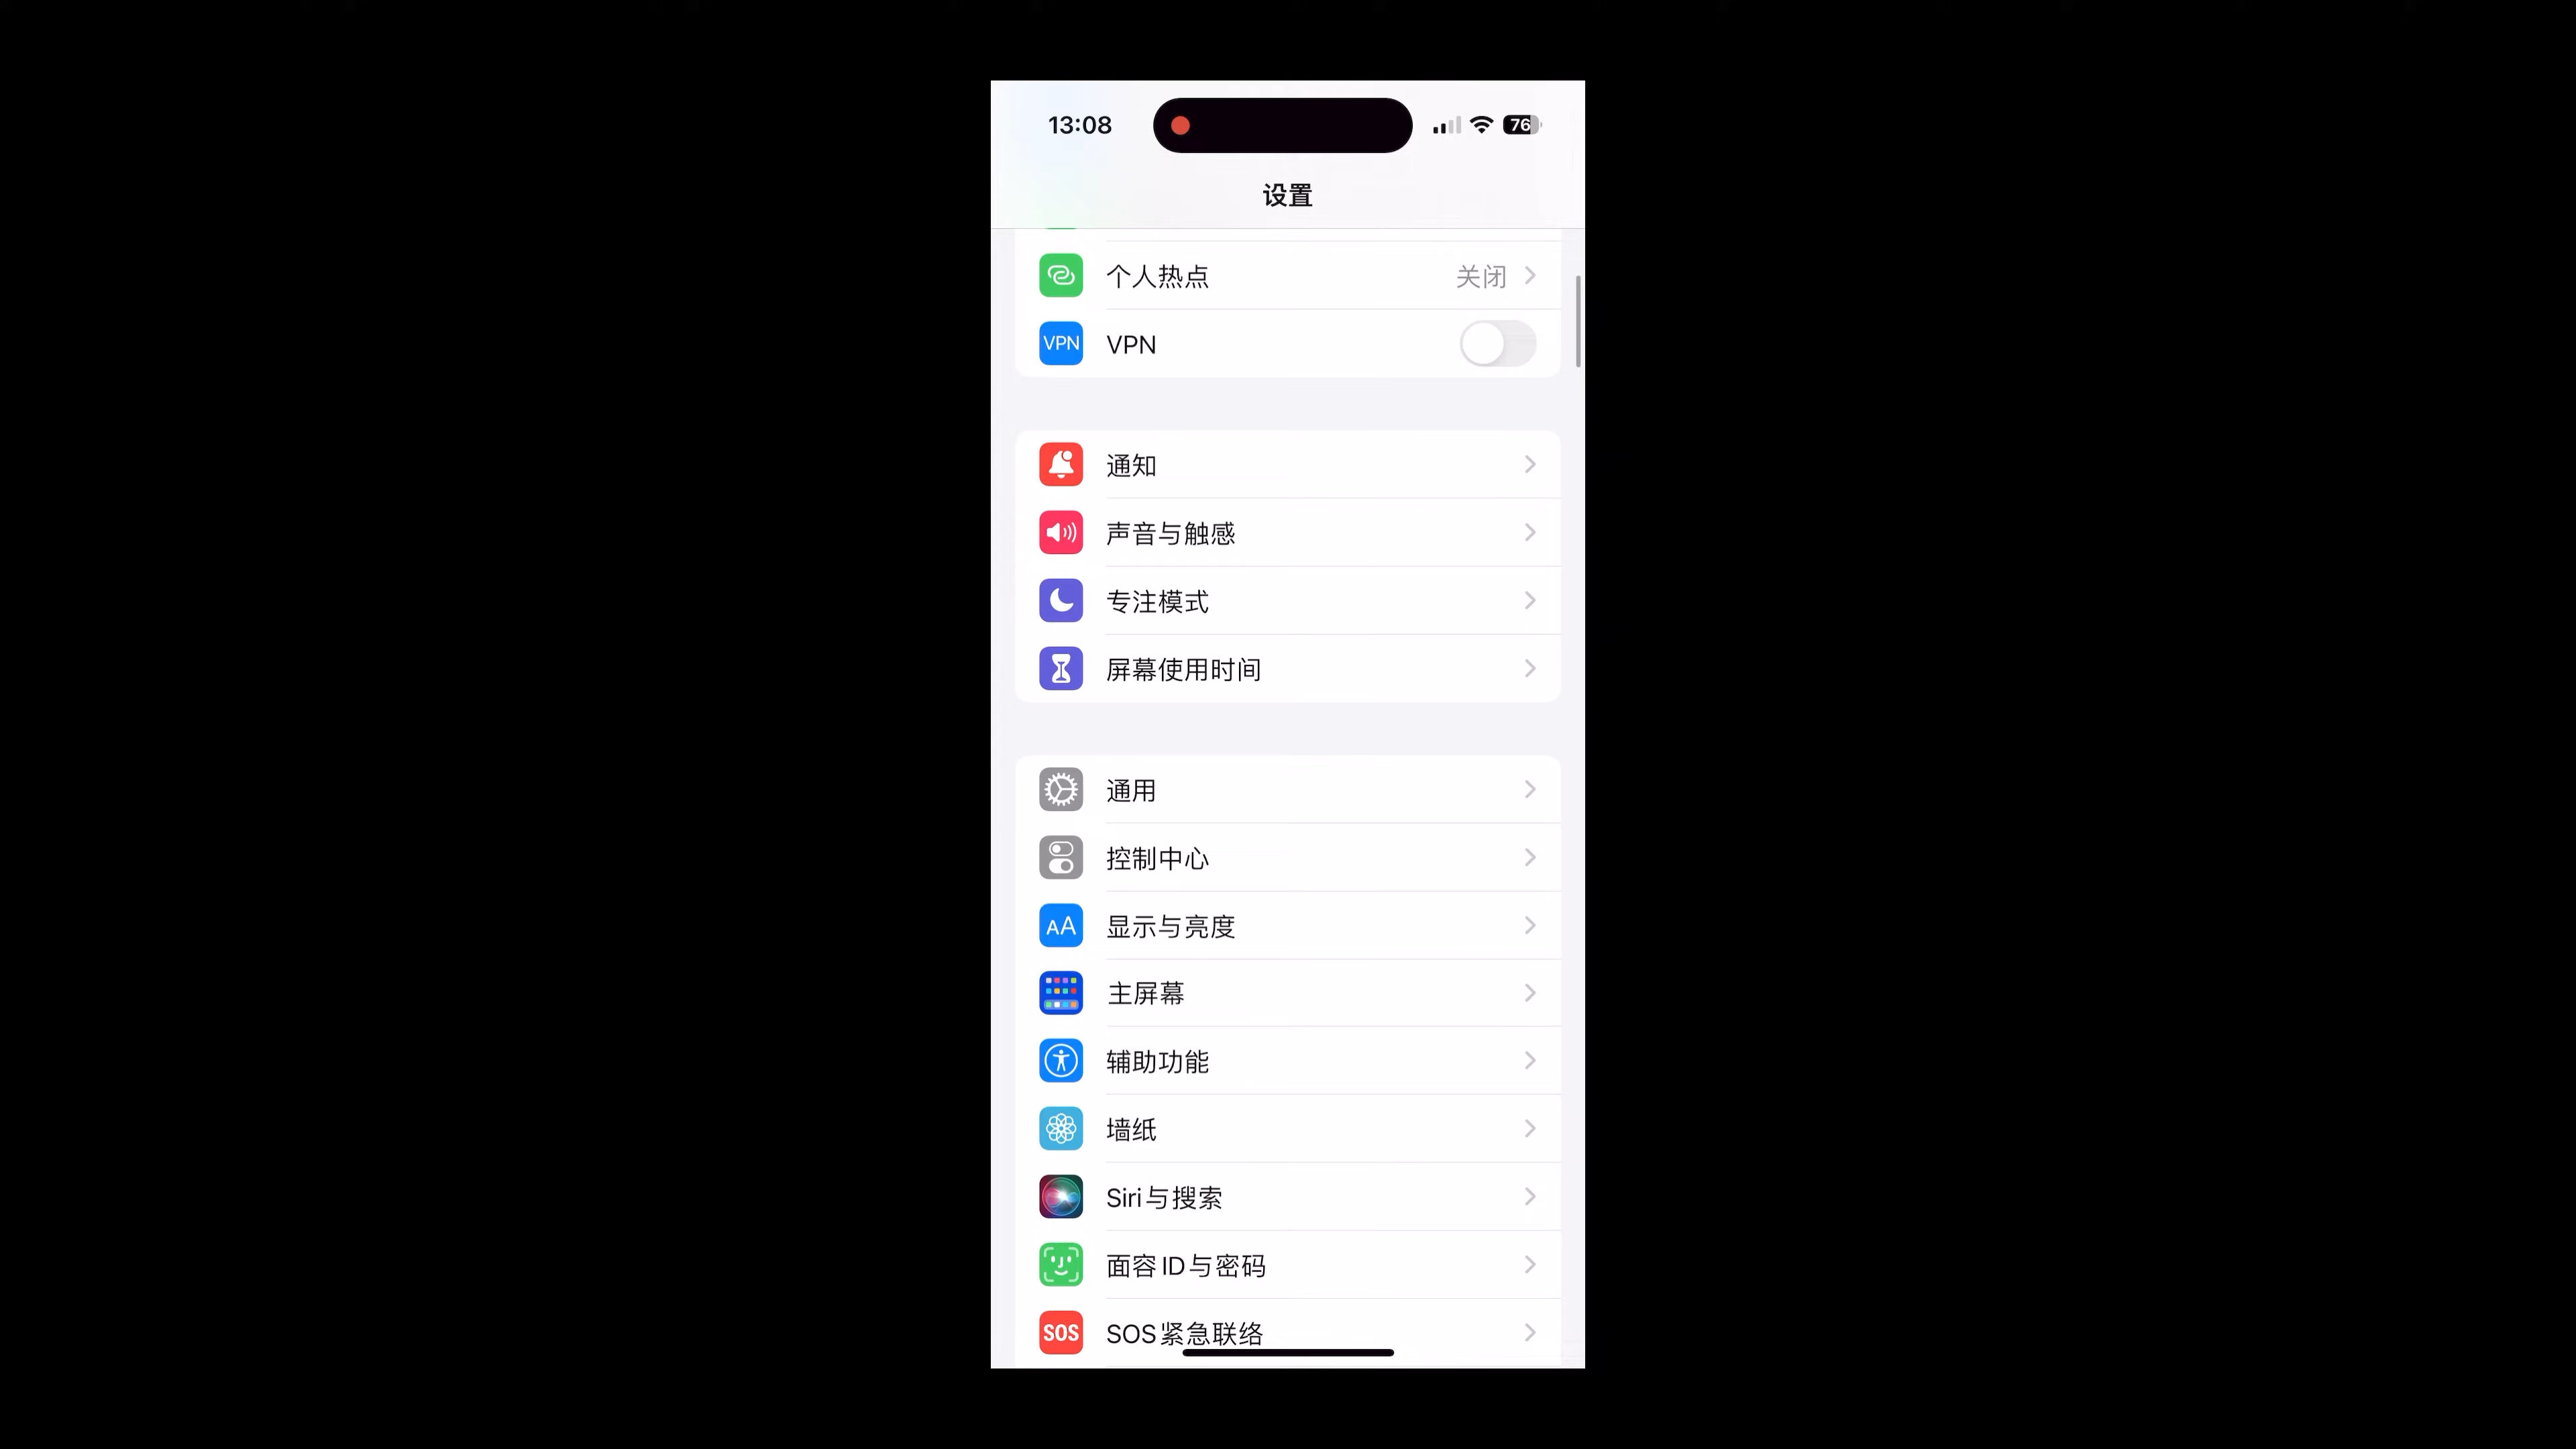 13:08
76
设置
个人热点 关闭
VPN VPN
通知
声音与触感
专注模式
屏幕使用时间
通用
控制中心
AA 显示与亮度
主屏幕
辅助功能
墙纸
Siri与搜索
面容ID与密码
SOS SOS紧急联络